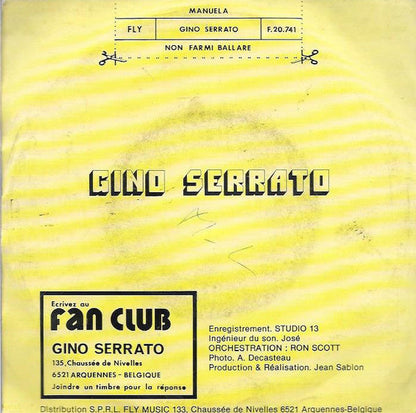 MANUELA
FLY GINO SERRATO F.20.741
NON FARMI BALLARE
GINO SERRATO
Ecrivez au
FAN CLUB
GINO SERRATO
135, Chaussée de Nivelles
6521 ARQUENNES - BELGIQUE
Joindre un timbre pour la réponse
Enregistrement. STUDIO 13
Ingénieur du son. José
ORCHESTRATION : RON SCOTT
Photo. A. Decasteau
Production & Réalisation. Jean Sablon
Distribution S.P.R.L. FLY MUSIC 133, Chaussée de Nivelles 6521 ARQUENNES-Belgique